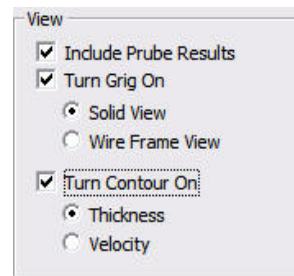 View
Include Prube Results
Turn Grig On
Solid View
Wire Frame View
Turn Contour On
Thickness
Velocity